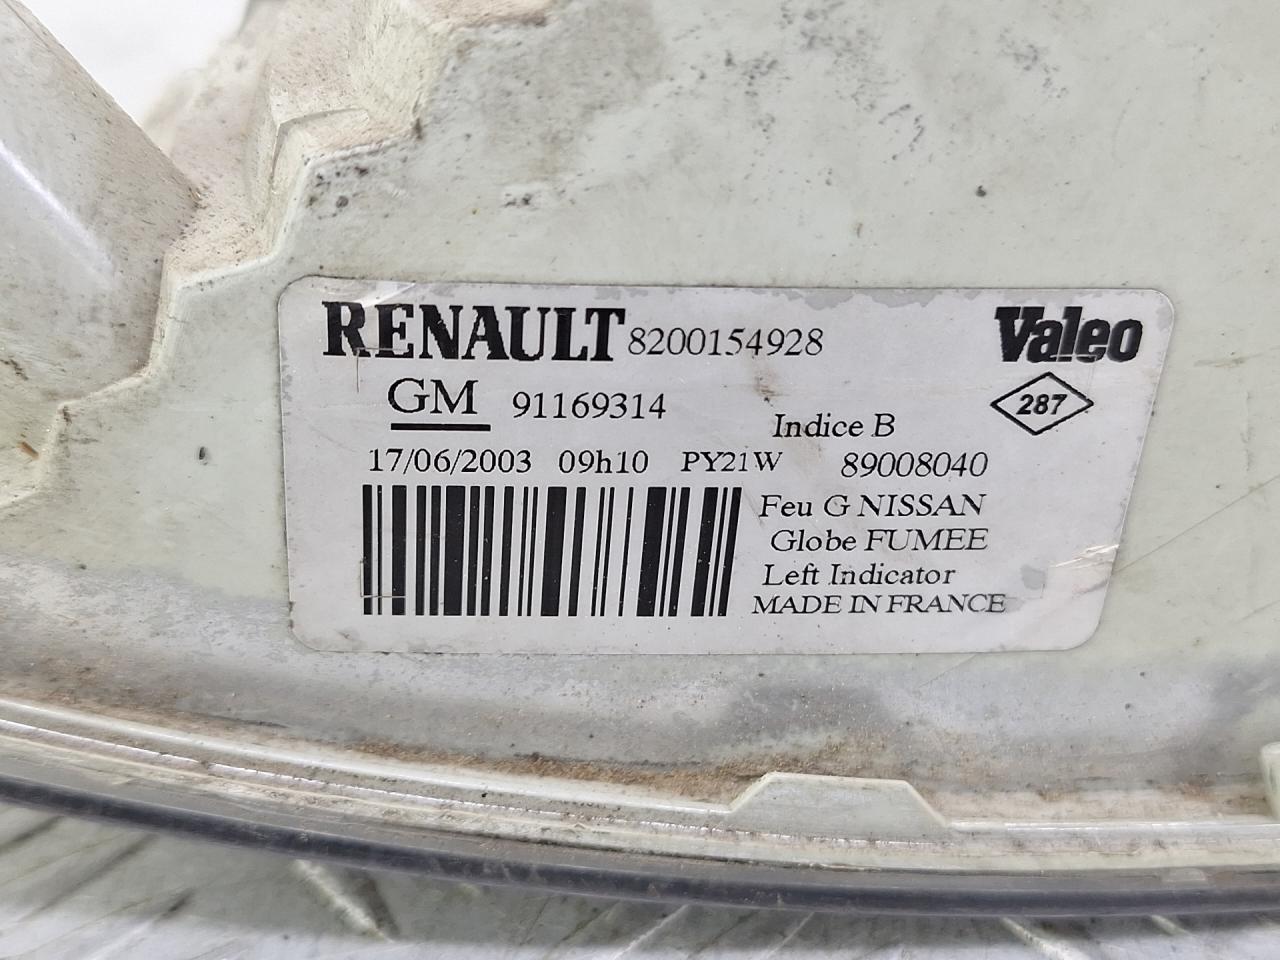 RENAULT 8200154928 Valeo
GM 91169314 287
Indice B
17/06/2003 09h10 PY21W 89008040
Feu G NISSAN
Globe FUMEE
Left Indicator
MADE IN FRANCE